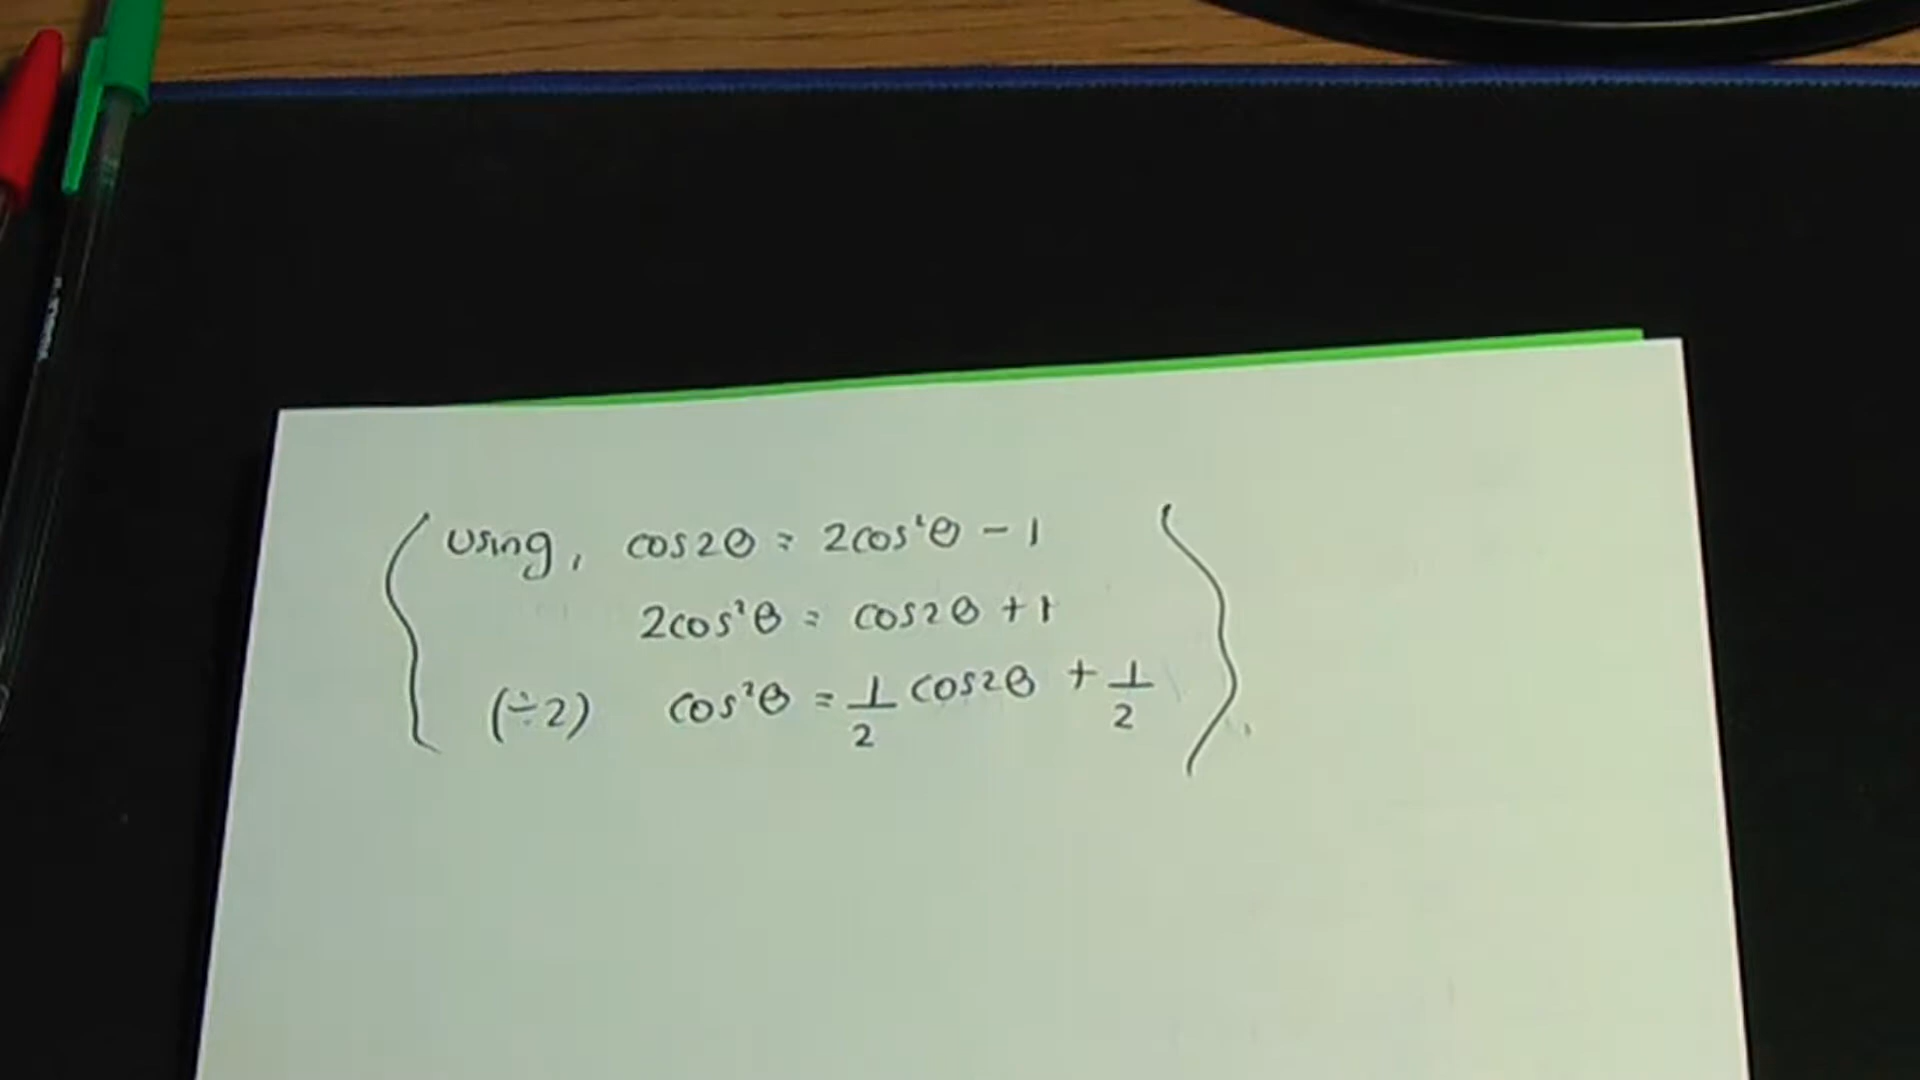 Using, cos2θ = 2cos²θ - 1
2cos²θ = cos2θ + 1
(÷2) cos²θ = 1/2 cos2θ + 1/2